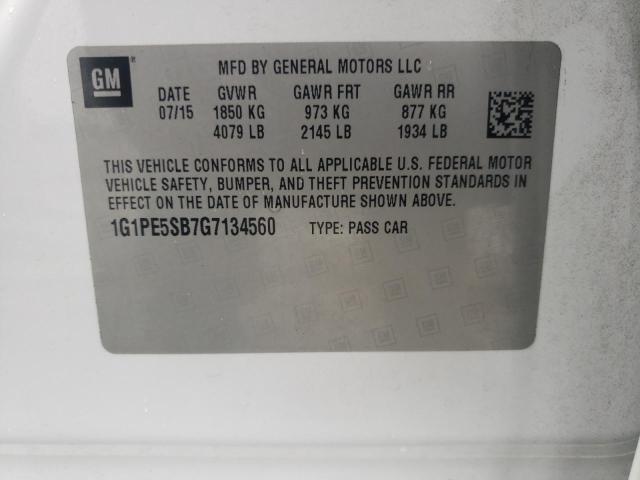 GM
MFD BY GENERAL MOTORS LLC
DATE GVWR GAWR FRT GAWR RR
07/15 1850 KG 973 KG 877 KG
4079 LB 2145 LB 1934 LB
THIS VEHICLE CONFORMS TO ALL APPLICABLE U.S. FEDERAL MOTOR
VEHICLE SAFETY, BUMPER, AND THEFT PREVENTION STANDARDS IN
EFFECT ON THE DATE OF MANUFACTURE SHOWN ABOVE.
1G1PE5SB7G7134560 TYPE: PASS CAR